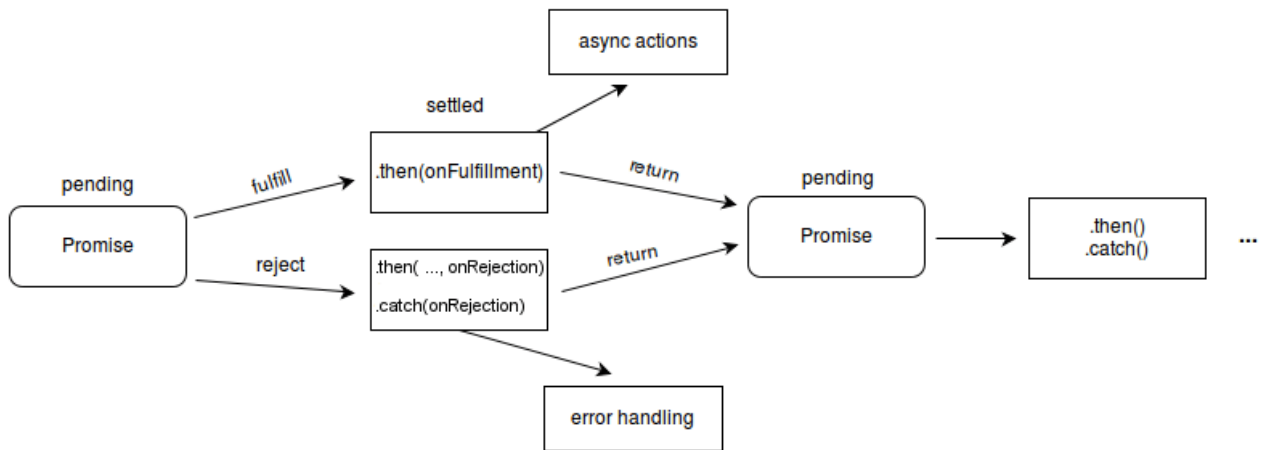 async actions
settled
.then(onFulfillment)
pending
fulfill
return
pending
Promise
Promise
.then()
.catch()
...
reject
.then( ..., onRejection)
.catch(onRejection)
return
error handling